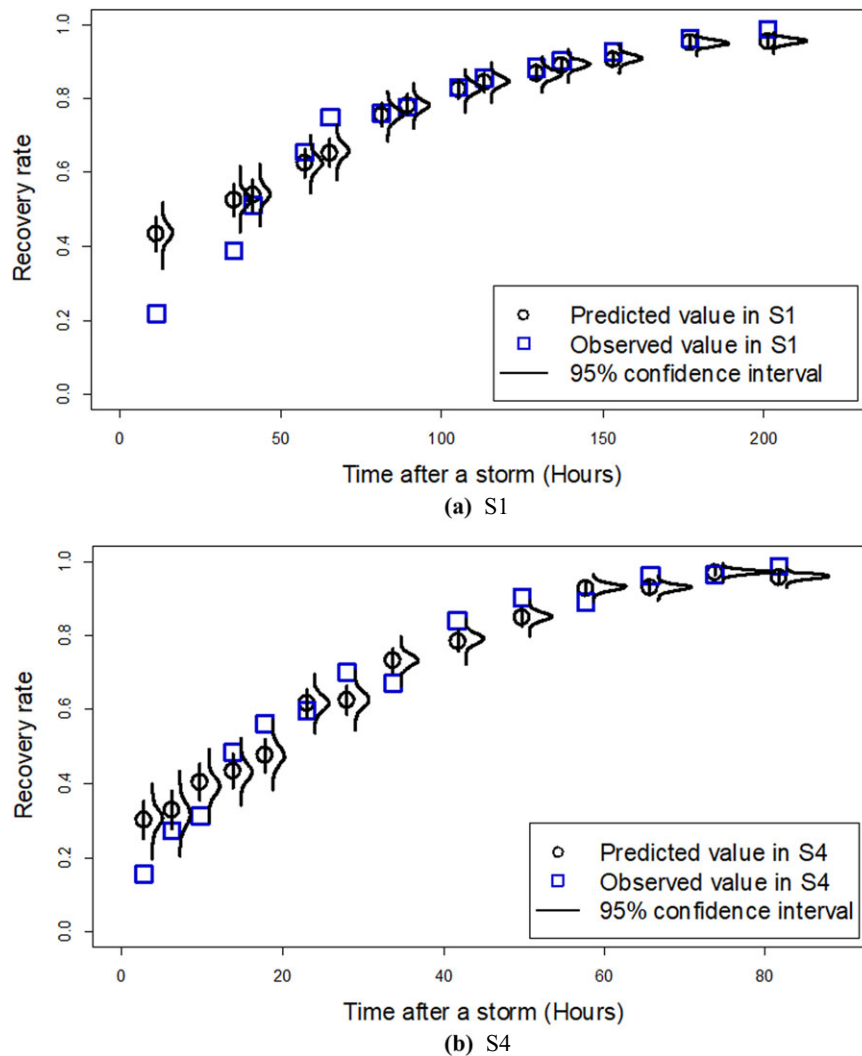 1.0
0.8
0.6
0.4
0.2
0.0
Recovery rate
Predicted value in S1
Observed value in S1
95% confidence interval
0 50 100 150 200
Time after a storm (Hours)
(a) S1
1.0
0.8
0.6
0.4
0.2
0.0
Recovery rate
Predicted value in S4
Observed value in S4
95% confidence interval
0 20 40 60 80
Time after a storm (Hours)
(b) S4